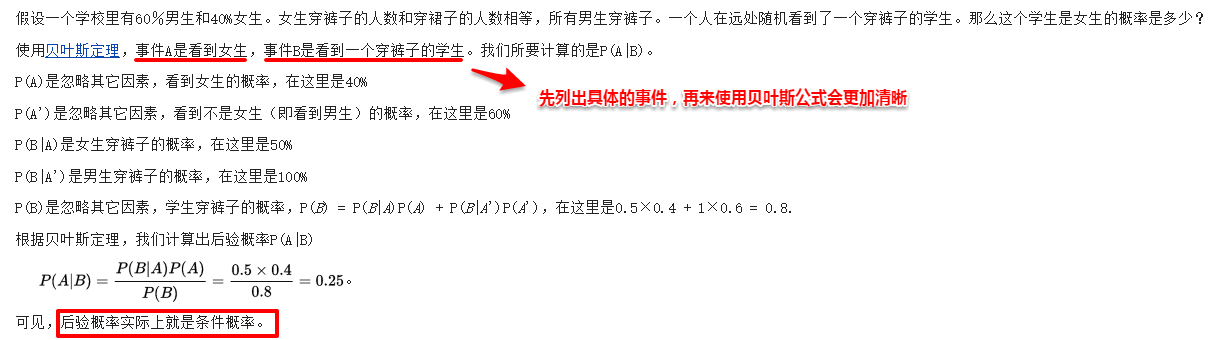 假设一个学校里有60％男生和40%女生。女生穿裤子的人数和穿裙子的人数相等，所有男生穿裤子。一个人在远处随机看到了一个穿裤子的学生。那么这个学生是女生的概率是多少？
使用贝叶斯定理，事件A是看到女生，事件B是看到一个穿裤子的学生。我们所要计算的是P(A|B)。
先列出具体的事件，再来使用贝叶斯公式会更加清晰
P(A)是忽略其它因素，看到女生的概率，在这里是40%
P(A')是忽略其它因素，看到不是女生（即看到男生）的概率，在这里是60%
P(B|A)是女生穿裤子的概率，在这里是50%
P(B|A')是男生穿裤子的概率，在这里是100%
P(B)是忽略其它因素，学生穿裤子的概率，P(B) = P(B|A)P(A) + P(B|A')P(A')，在这里是0.5×0.4 + 1×0.6 = 0.8.
根据贝叶斯定理，我们计算出后验概率P(A|B)
P(A|B) = P(B|A)P(A) / P(B) = 0.5 × 0.4 / 0.8 = 0.25。
可见，后验概率实际上就是条件概率。